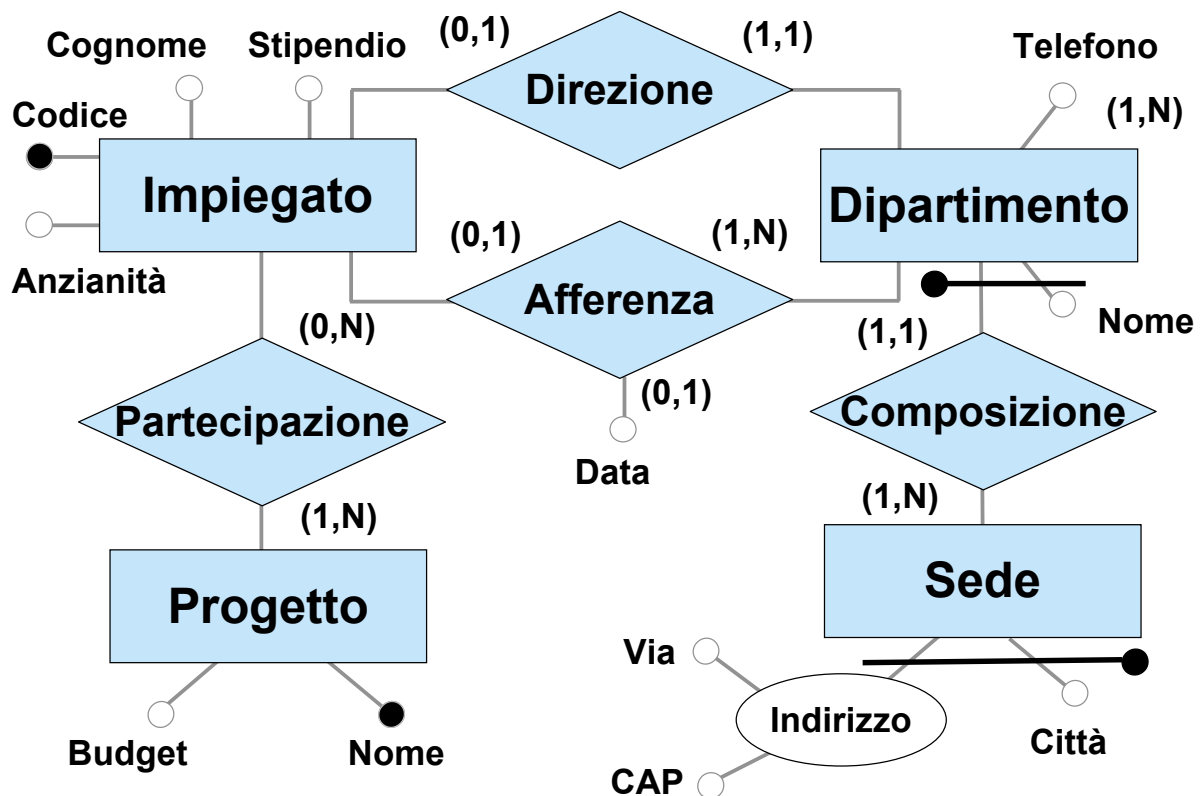 (0,1)
(1,1)
Cognome
Stipendio
Telefono
Direzione
Codice
(1,N)
Impiegato
Dipartimento
(0,1)
(1,N)
Anzianità
Afferenza
(0,N)
(1,1)
Nome
(0,1)
Partecipazione
Composizione
Data
(1,N)
(1,N)
Progetto
Sede
Via
Indirizzo
Budget
Nome
Città
CAP